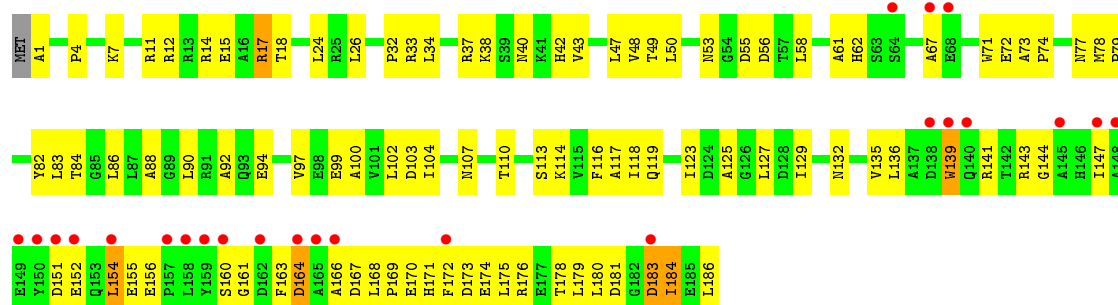 MET A1 P4 K7 R11 R12 R13 R14 E15 A16 R17 T18 L24 R25 L26 P32 R33 L34 R37 K38 S39 N40 K41 H42 V43 L47 V48 T49 L50 N53 G54 D55 D56 T57 L58 A61 H62 S63 S64 A67 E68 W71 E72 A73 P74 N77 M78 P79
Y82 L83 T84 G85 L86 L87 A88 G89 L90 R91 A92 Q93 E94 V97 E98 E99 A100 V101 L102 D103 I104 N107 T110 S113 K114 V115 F116 A117 I118 Q119 I123 D124 A125 G126 L127 D128 I129 N132 V135 L136 A137 D138 W139 Q140 R141 T142 R143 G144 A145 H146 I147 A148
E149 Y150 D151 E152 Q153 L154 E155 E156 P157 L158 Y159 S160 G161 D162 F163 D164 A165 A166 D167 L168 P169 E170 H171 F172 D173 E174 L175 R176 E177 T178 L179 L180 D181 G182 D183 I184 E185 L186